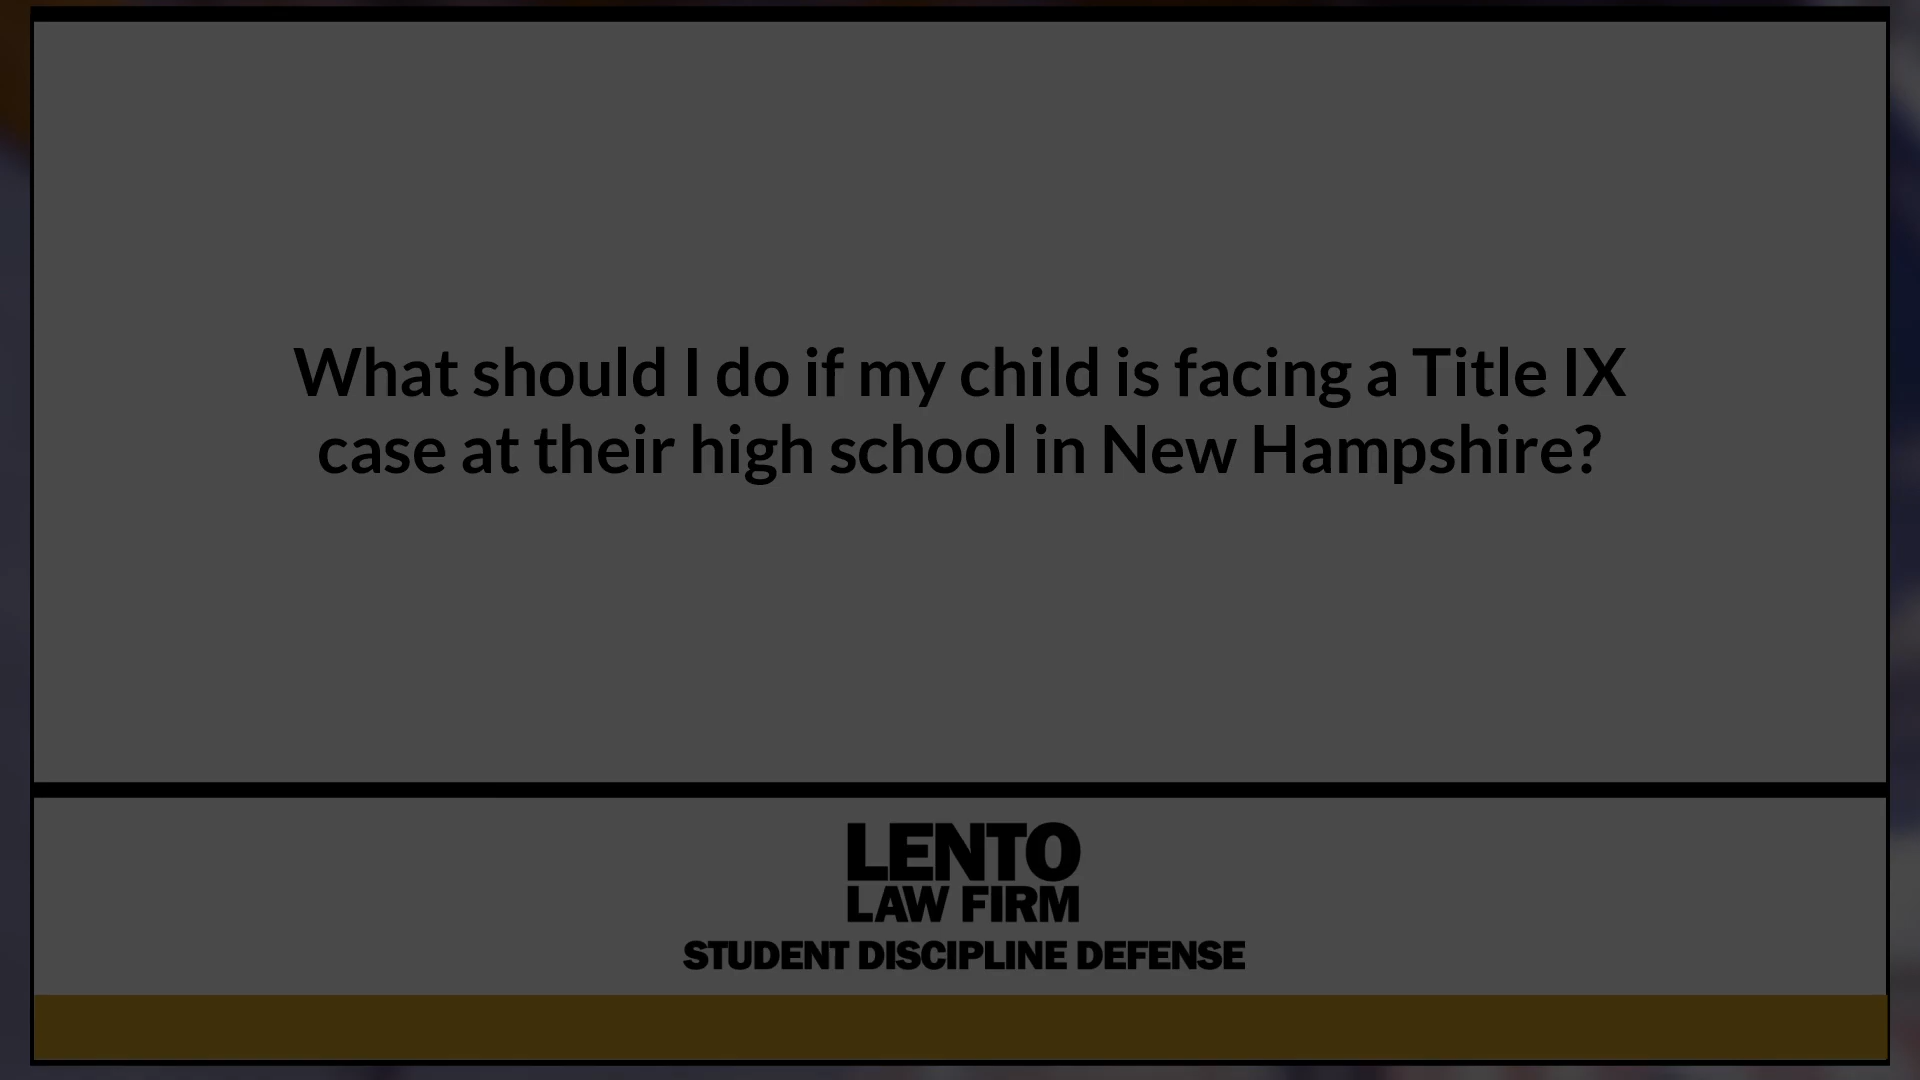 What should I do if my child is facing a Title IX
case at their high school in New Hampshire?
LENTO
LAW FIRM
STUDENT DISCIPLINE DEFENSE